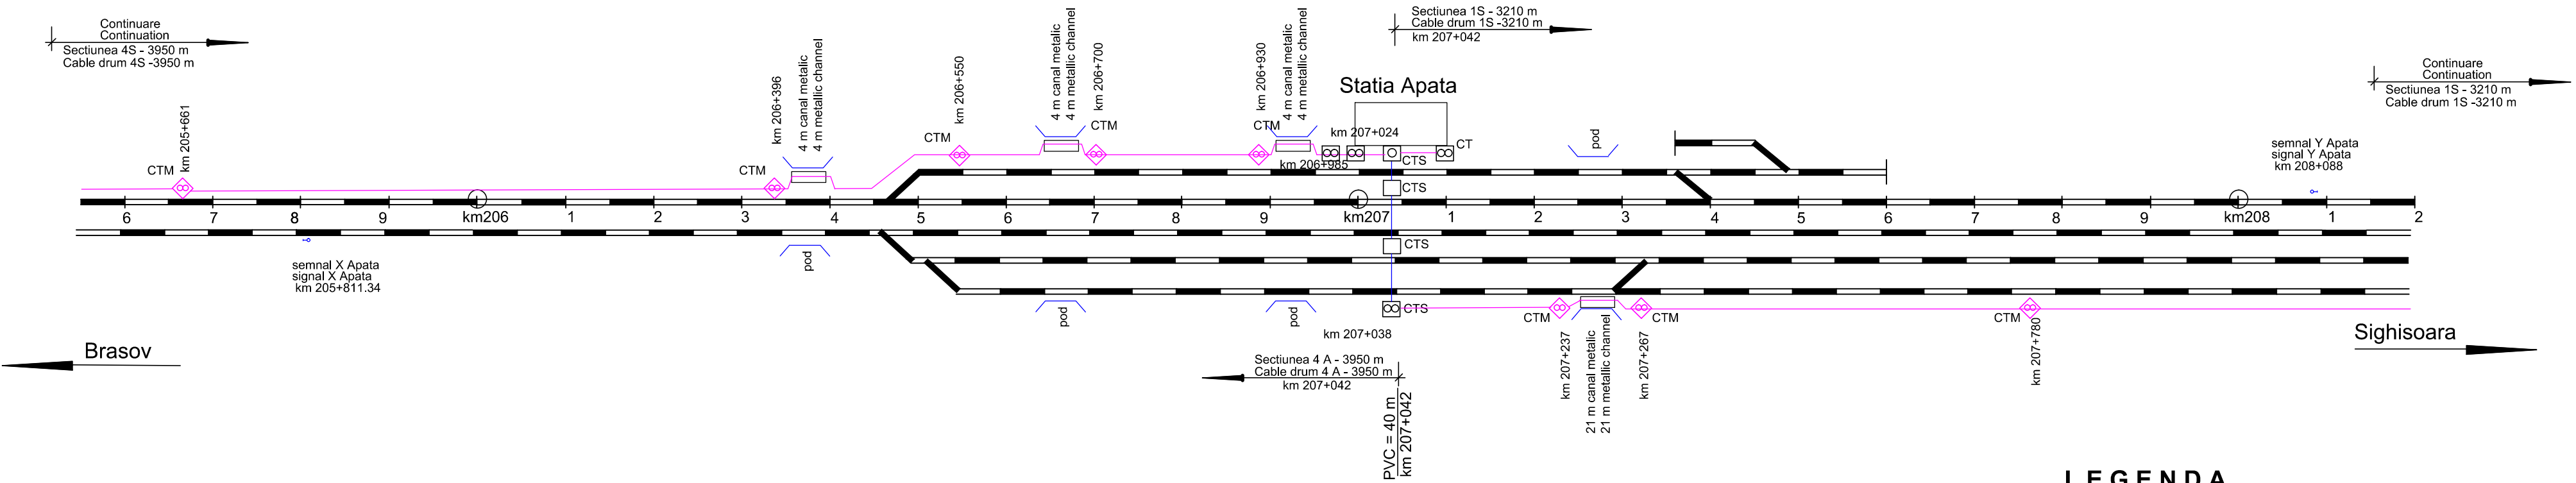 Continuare
Continuation
Sectiunea 4S - 3950 m
Cable drum 4S -3950 m
Sectiunea 1S - 3210 m
Cable drum 1S -3210 m
km 207+042
Continuare
Continuation
Sectiunea 1S - 3210 m
Cable drum 1S -3210 m
Statia Apata
CTM
km 205+661
CTM
km 206+396
4 m canal metalic
4 m metallic channel
CTM
km 206+550
4 m canal metalic
4 m metallic channel
km 206+700
CTM
km 206+930
CTM
4 m canal metalic
4 m metallic channel
km 207+024
km 206+985
CTS
CT
pod
semnal Y Apata
signal Y Apata
km 208+088
CTS
6 7 8 9 km206 1 2 3 4 5 6 7 8 9 km207 1 2 3 4 5 6 7 8 9 km208 1 2
semnal X Apata
signal X Apata
km 205+811.34
pod
pod
pod
CTS
CTS
km 207+038
CTM
km 207+237
21 m canal metalic
21 m metallic channel
CTM
km 207+267
CTM
km 207+780
Brasov
Sighisoara
Sectiunea 4 A - 3950 m
Cable drum 4 A - 3950 m
km 207+042
PVC = 40 m
km 207+042
LEGENDA